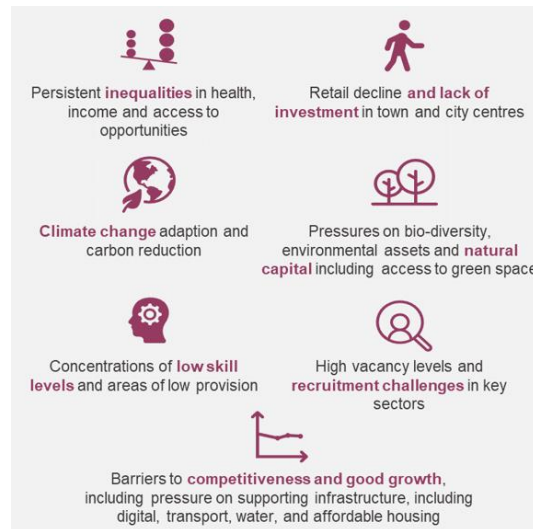 Persistent inequalities in health,
income and access to
opportunities
Retail decline and lack of
investment in town and city centres
Climate change adaption and
carbon reduction
Pressures on bio-diversity,
environmental assets and natural
capital including access to green space
Concentrations of low skill
levels and areas of low provision
High vacancy levels and
recruitment challenges in key
sectors
Barriers to competitiveness and good growth,
including pressure on supporting infrastructure, including
digital, transport, water, and affordable housing